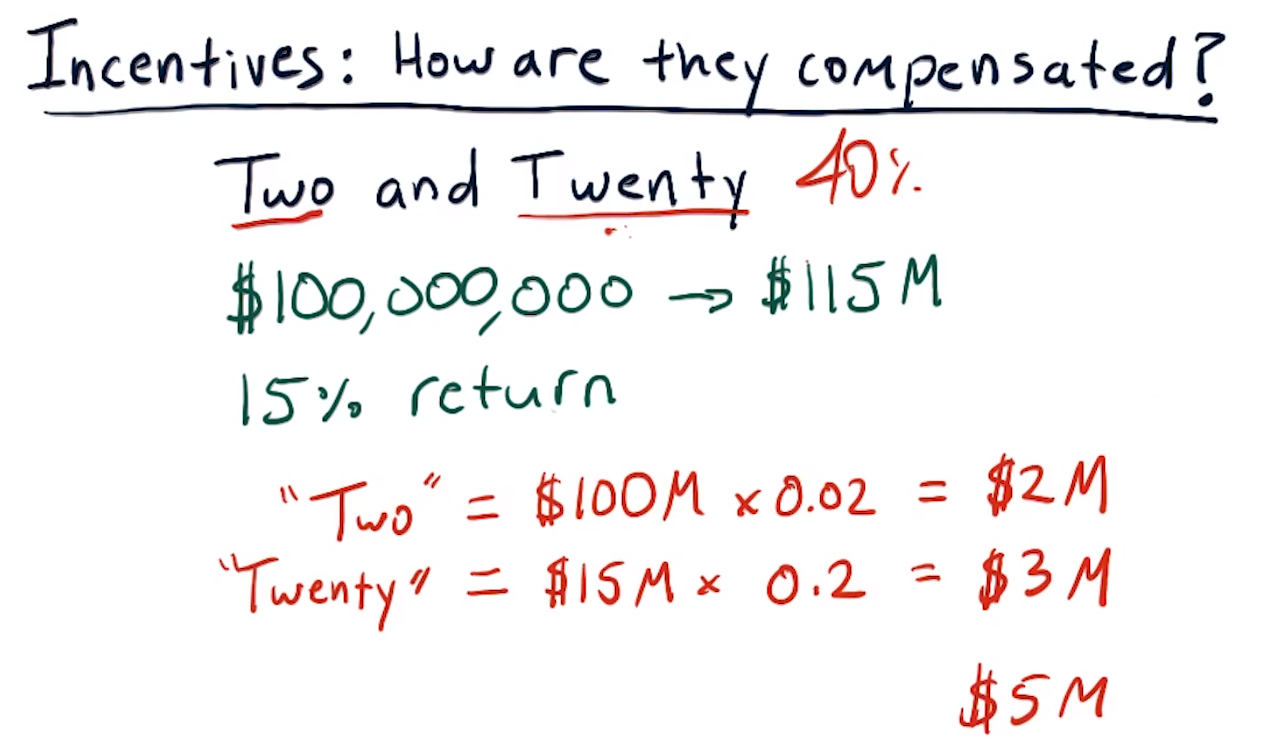 Incentives: How are they compensated?
Two and Twenty 40%
$100,000,000 → $115M
15% return
"Two" = $100M × 0.02 = $2M
"Twenty" = $15M × 0.2 = $3M
$5M